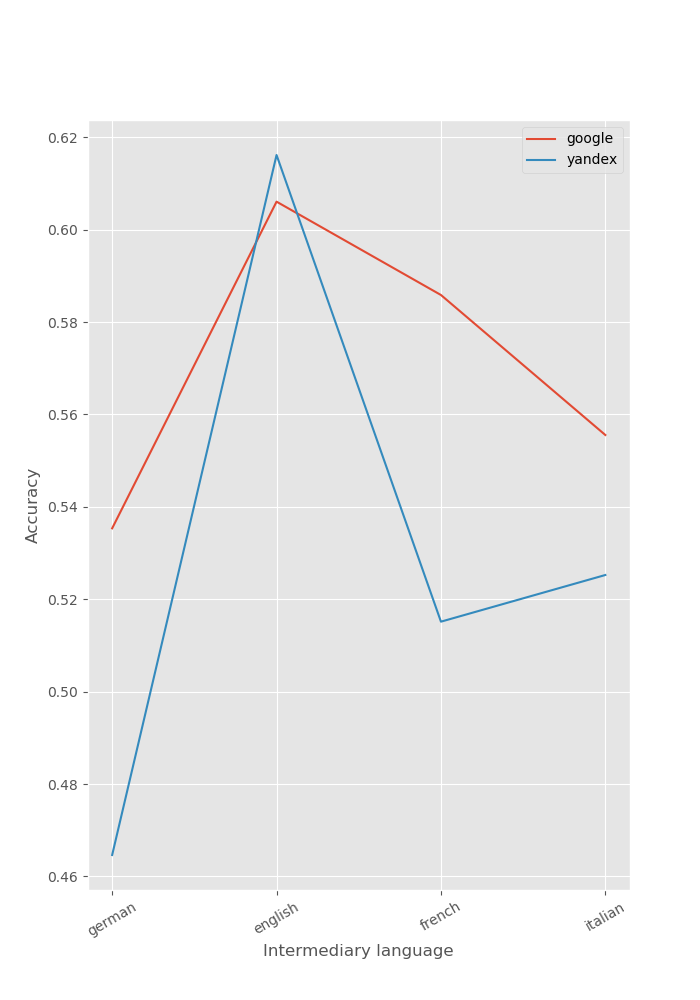 google
yandex
0.62
0.60
0.58
0.56
0.54
0.52
0.50
0.48
0.46
Accuracy
german
english
french
italian
Intermediary language